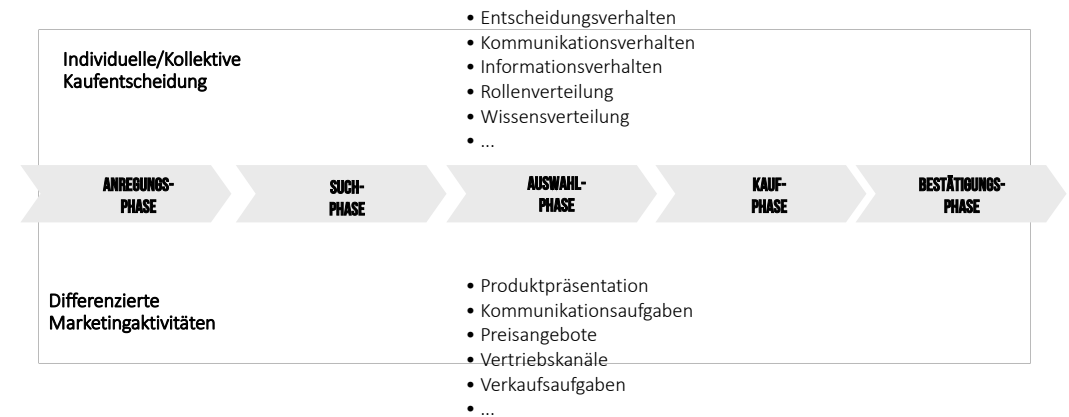 • Entscheidungsverhalten
• Kommunikationsverhalten
• Informationsverhalten
• Rollenverteilung
• Wissensverteilung
• ...
Individuelle/Kollektive
Kaufentscheidung
ANREGUNGS-
PHASE
SUCH-
PHASE
AUSWAHL-
PHASE
KAUF-
PHASE
BESTÄTIGUNGS-
PHASE
Differenzierte
Marketingaktivitäten
• Produktpräsentation
• Kommunikationsaufgaben
• Preisangebote
• Vertriebskanäle
• Verkaufsaufgaben
• ...